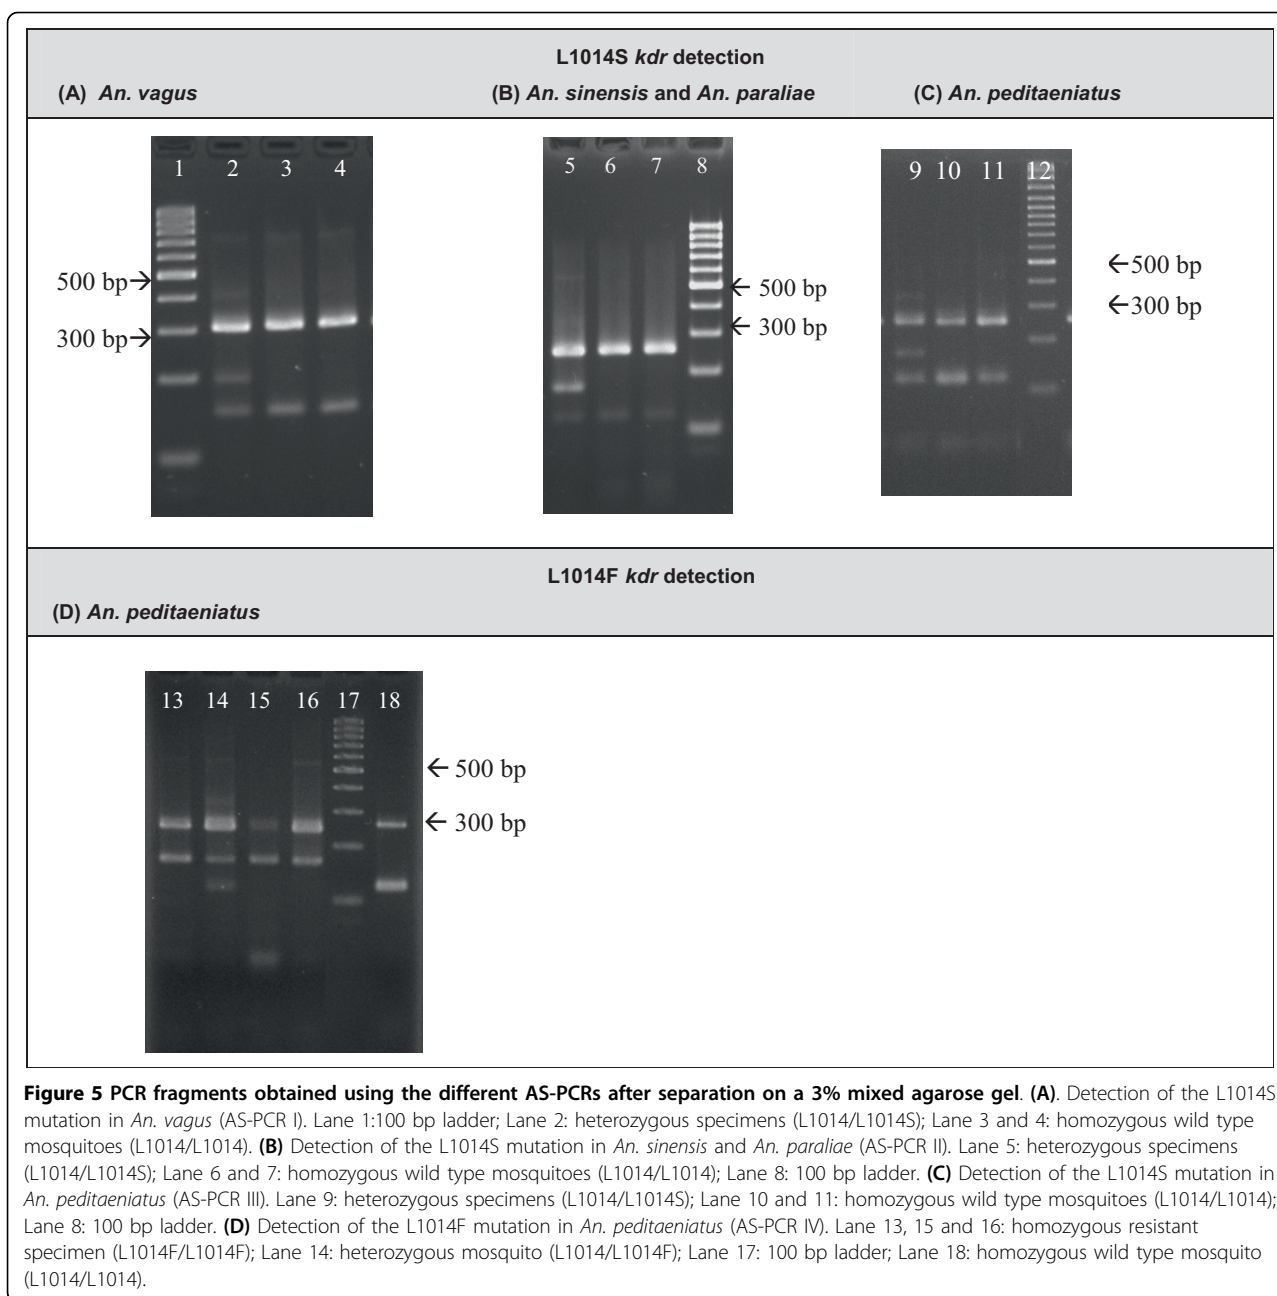 L1014S kdr detection
(A) An. vagus
(B) An. sinensis and An. paraliae
(C) An. peditaeniatus
1 2 3 4
500 bp→
300 bp→
5 6 7 8
←500 bp
←300 bp
9 10 11 12
←500 bp
←300 bp
L1014F kdr detection
(D) An. peditaeniatus
13 14 15 16 17 18
←500 bp
←300 bp
Figure 5 PCR fragments obtained using the different AS-PCRs after separation on a 3% mixed agarose gel. (A). Detection of the L1014S
mutation in An. vagus (AS-PCR I). Lane 1:100 bp ladder; Lane 2: heterozygous specimens (L1014/L1014S); Lane 3 and 4: homozygous wild type
mosquitoes (L1014/L1014). (B) Detection of the L1014S mutation in An. sinensis and An. paraliae (AS-PCR II). Lane 5: heterozygous specimens
(L1014/L1014S); Lane 6 and 7: homozygous wild type mosquitoes (L1014/L1014); Lane 8: 100 bp ladder. (C) Detection of the L1014S mutation in
An. peditaeniatus (AS-PCR III). Lane 9: heterozygous specimens (L1014/L1014S); Lane 10 and 11: homozygous wild type mosquitoes (L1014/L1014);
Lane 8: 100 bp ladder. (D) Detection of the L1014F mutation in An. peditaeniatus (AS-PCR IV). Lane 13, 15 and 16: homozygous resistant
specimen (L1014F/L1014F); Lane 14: heterozygous mosquito (L1014/L1014F); Lane 17: 100 bp ladder; Lane 18: homozygous wild type mosquito
(L1014/L1014).